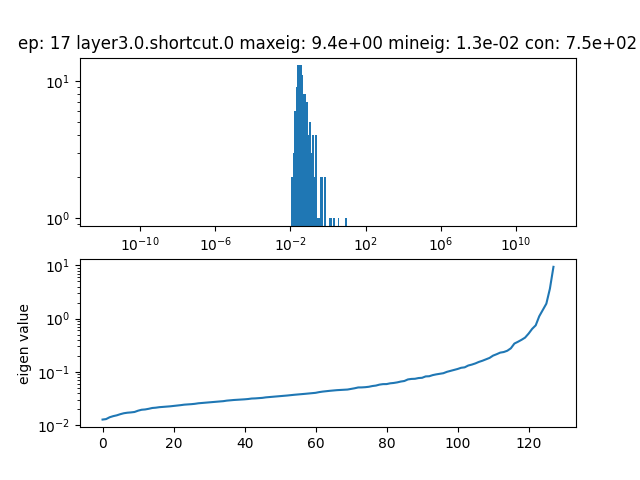 ep: 17 layer3.0.shortcut.0 maxeig: 9.4e+00 mineig: 1.3e-02 con: 7.5e+02
10¹
10⁰
10⁻¹⁰ 10⁻⁶ 10⁻² 10² 10⁶ 10¹⁰
eigen value
10¹
10⁰
10⁻¹
10⁻²
0 20 40 60 80 100 120